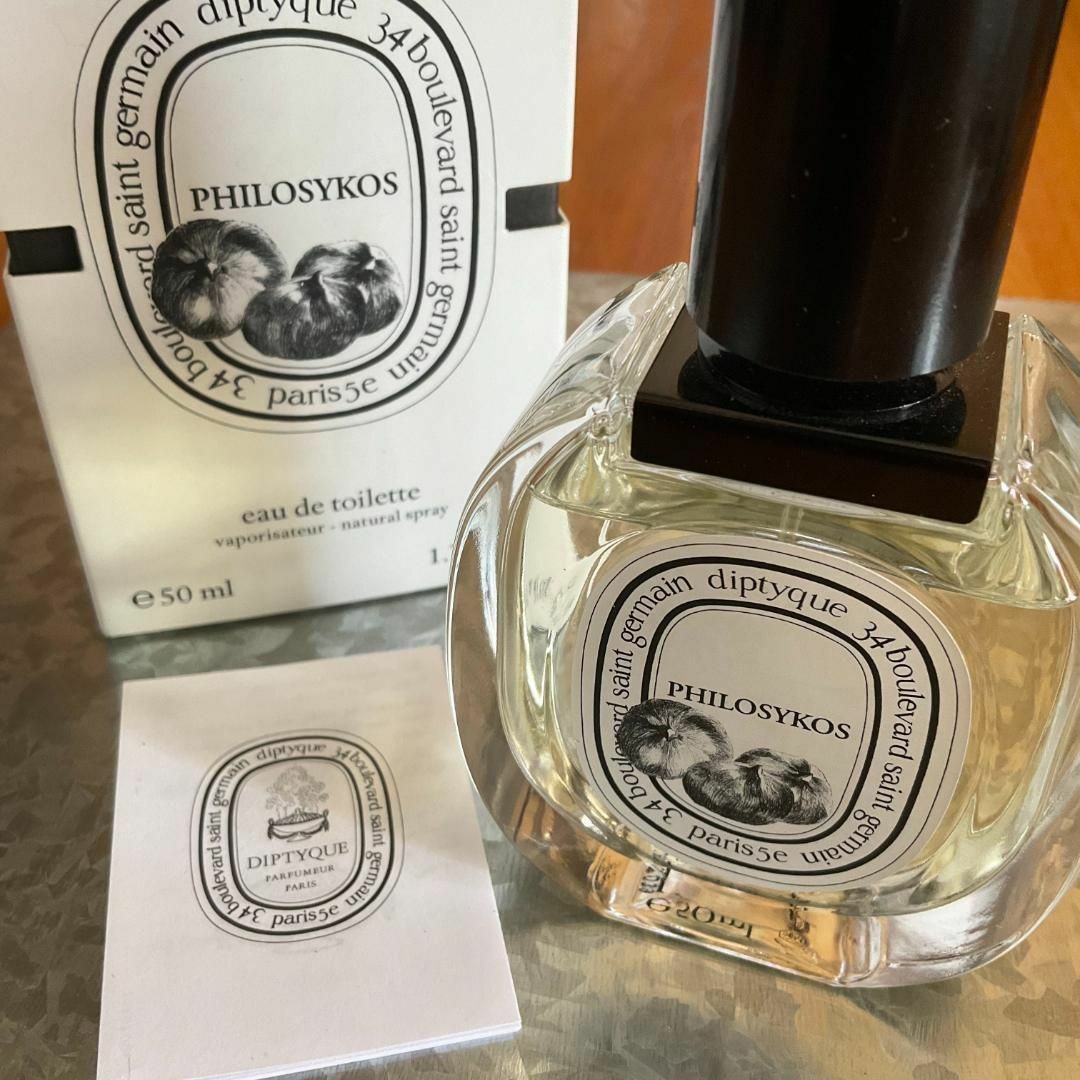 diptyque 34 boulevard saint germain paris5e 34 boulevard saint germain
PHILOSYKOS
eau de toilette
vaporisateur - natural spray
1.
℮50 ml
diptyque 34 boulevard saint germain paris5e 34 boulevard saint germain
DIPTYQUE
PARFUMEUR
PARIS
diptyque 34 boulevard saint germain paris5e 34 boulevard saint germain
PHILOSYKOS
℮50ml